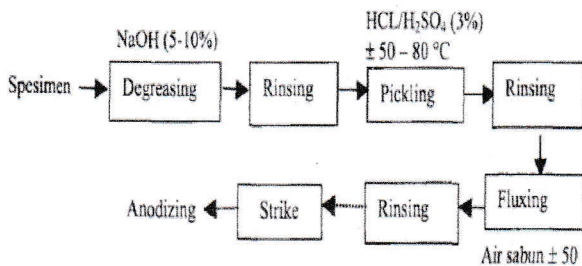 HCL/H₂SO₄ (3%)
NaOH (5-10%)
± 50 – 80 °C
Spesimen
Degreasing
Rinsing
Pickling
Rinsing
Anodizing
Strike
Rinsing
Fluxing
Air sabun ± 50